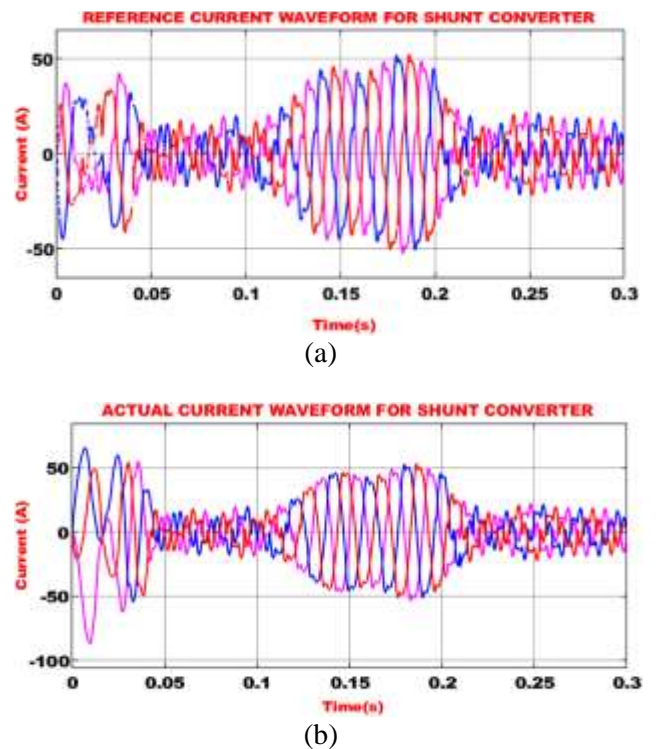 REFERENCE CURRENT WAVEFORM FOR SHUNT CONVERTER
Current (A)
50
0
-50
0 0.05 0.1 0.15 0.2 0.25 0.3
Time(s)
(a)
ACTUAL CURRENT WAVEFORM FOR SHUNT CONVERTER
Current (A)
50
0
-50
-100
0 0.05 0.1 0.15 0.2 0.25 0.3
Time(s)
(b)